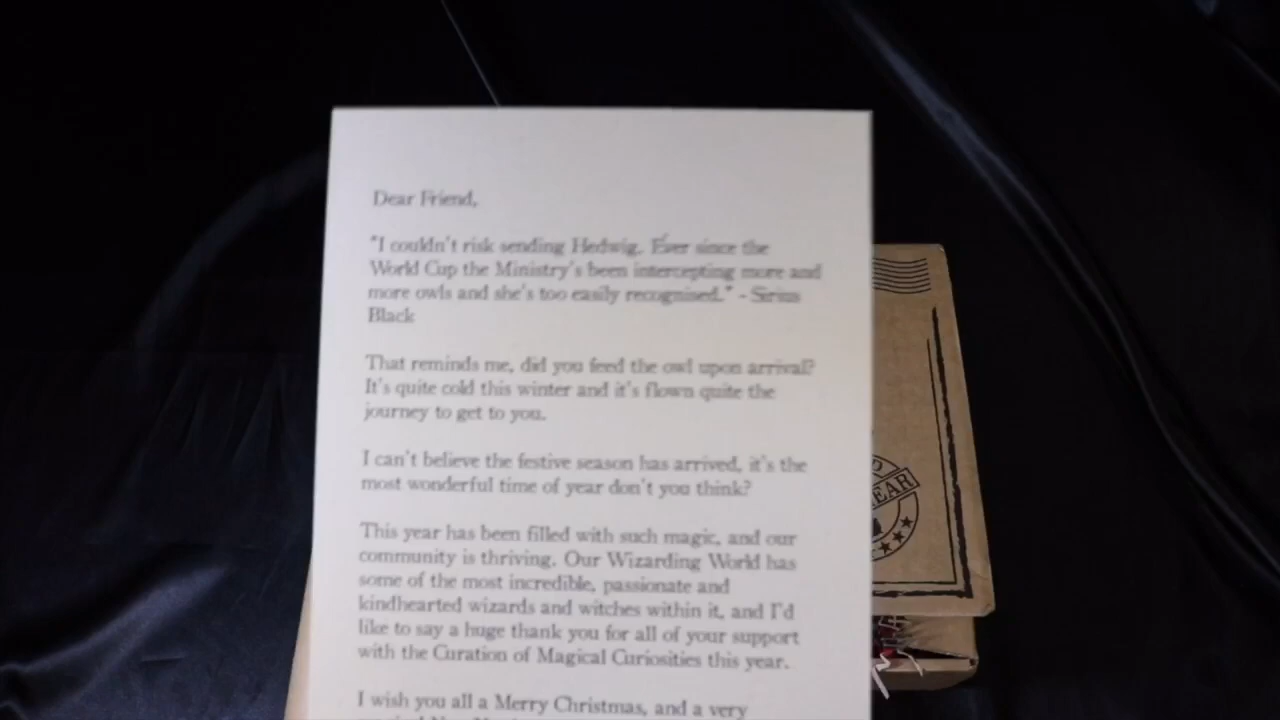 Dear Friend,
"I couldn't risk sending Hedwig. Ever since the
World Cup the Ministry's been intercepting more and
more owls and she's too easily recognised." - Sirius
Black
That reminds me, did you feed the owl upon arrival?
It's quite cold this winter and it's flown quite the
journey to get to you.
I can't believe the festive season has arrived, it's the
most wonderful time of year don't you think?
This year has been filled with such magic, and our
community is thriving. Our Wizarding World has
some of the most incredible, passionate and
kindhearted wizards and witches within it, and I'd
like to say a huge thank you for all of your support
with the Curation of Magical Curiosities this year.
I wish you all a Merry Christmas, and a very